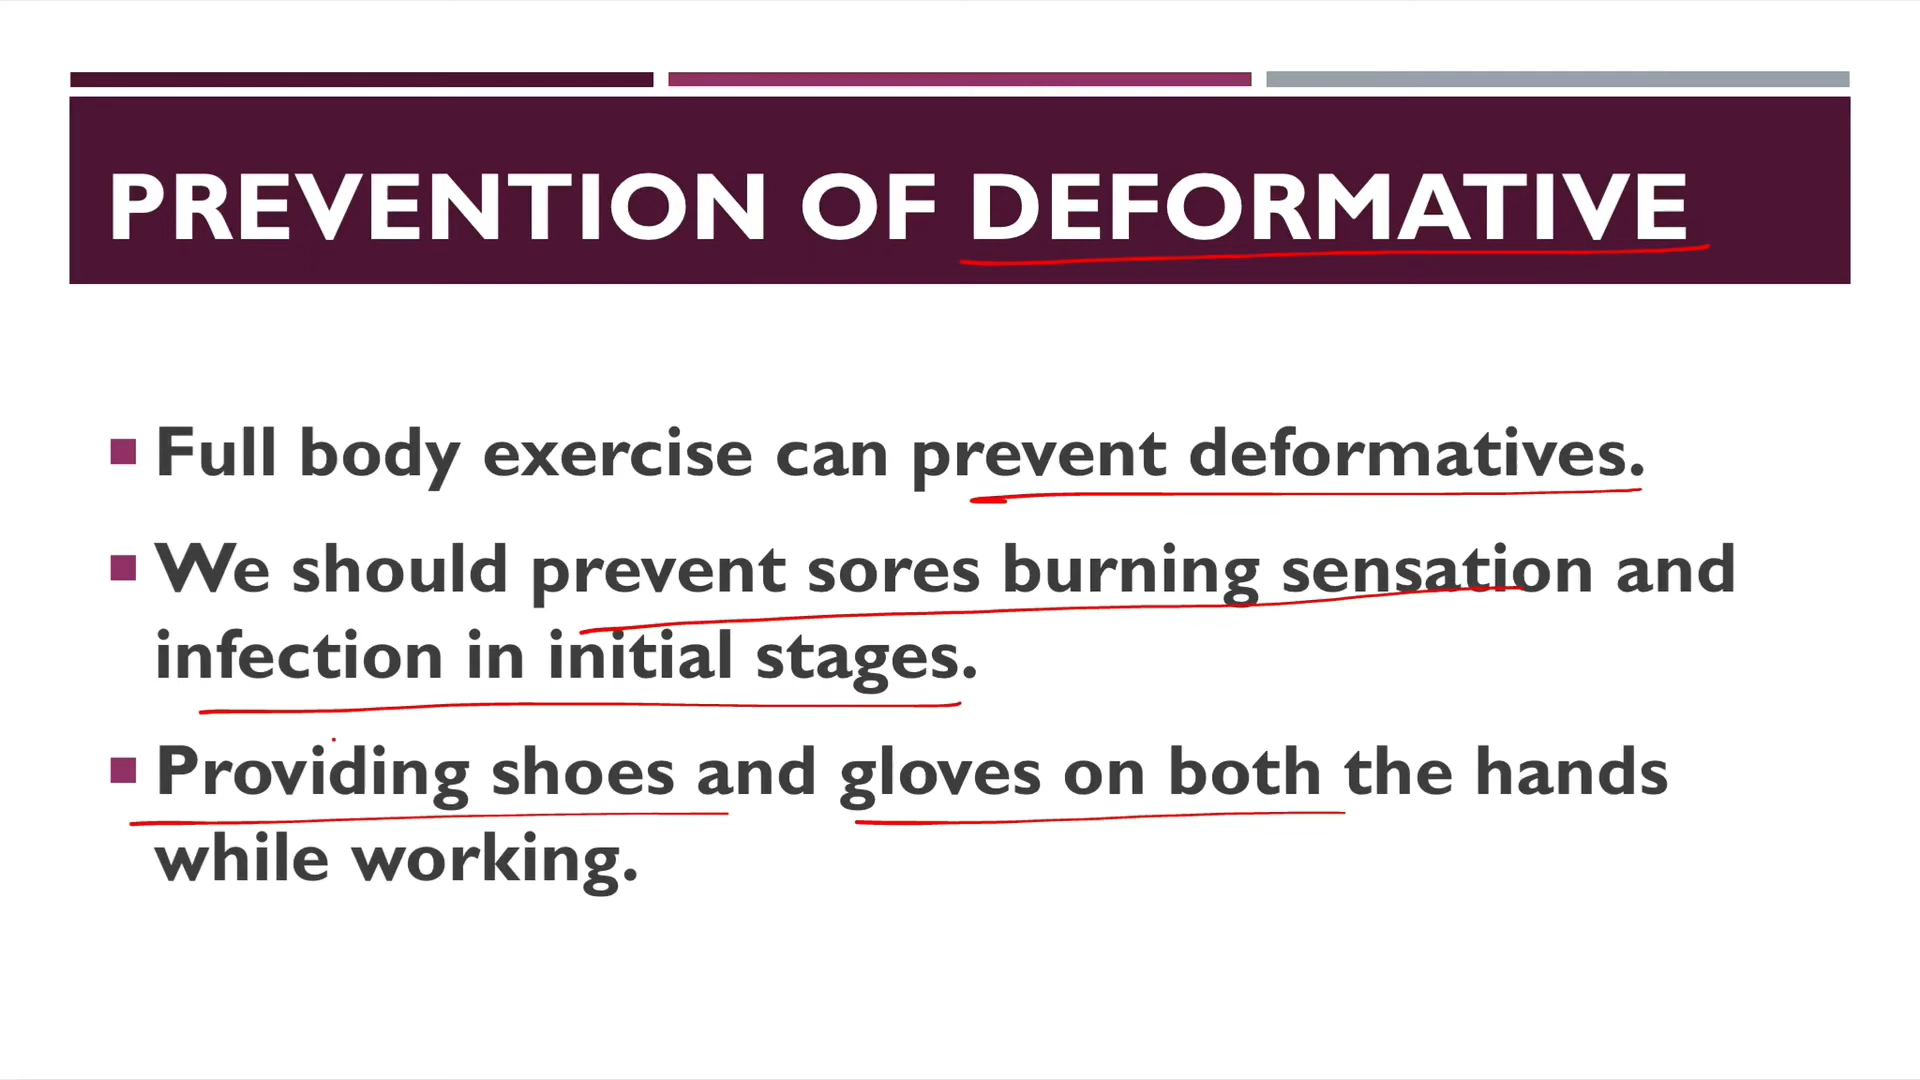 PREVENTION OF DEFORMATIVE
Full body exercise can prevent deformatives.
We should prevent sores burning sensation and
infection in initial stages.
Providing shoes and gloves on both the hands
while working.